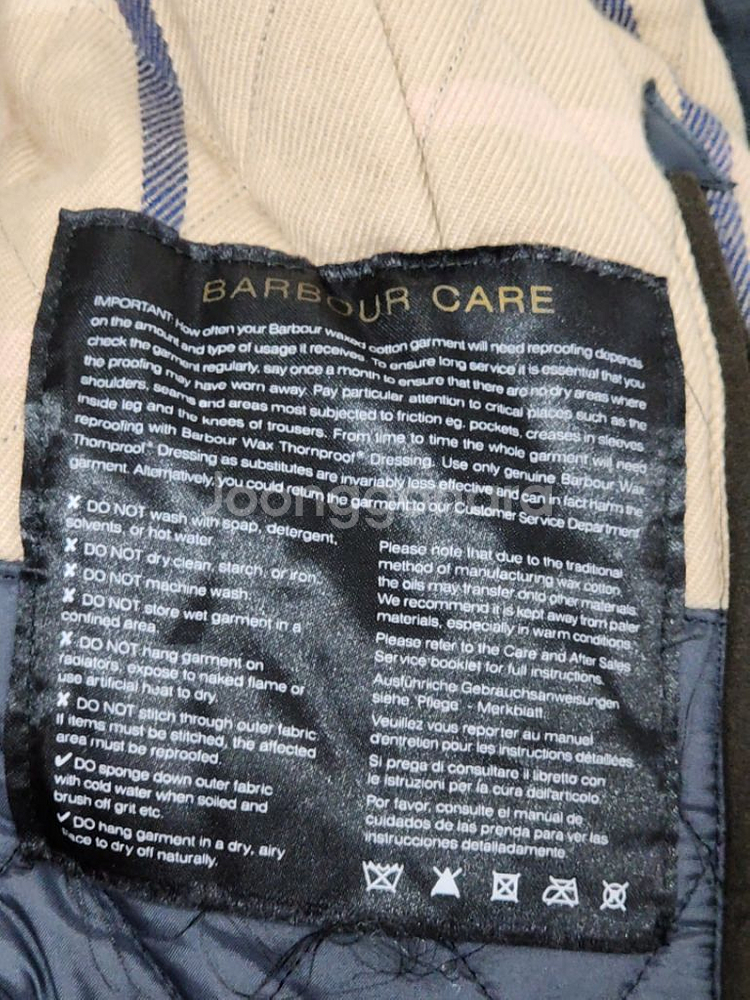 BARBOUR CARE
IMPORTANT: How often your Barbour waxed cotton garment will need reproofing depends
on the amount and type of usage it receives. To ensure long service it is essential that you
check the garment regularly, say once a month to ensure that there are no dry areas where
the proofing may have worn away. Pay particular attention to critical places such as the
shoulders, seams and areas most subjected to friction eg. pockets, creases in sleeves
inside leg and the knees of trousers. From time to time the whole garment will need
reproofing with Barbour Wax Thornproof® Dressing. Use only genuine Barbour Wax
Thornproof® Dressing as substitutes are invariably less effective and can in fact harm the
garment. Alternatively, you could return the garment to our Customer Service Department
✘ DO NOT wash with soap, detergent,
solvents, or hot water
✘ DO NOT dry clean, starch, or iron.
✘ DO NOT machine wash.
✘ DO NOT store wet garment in a
confined area.
✘ DO NOT hang garment on
radiators, expose to naked flame or
use artificial heat to dry.
✘ DO NOT stitch through outer fabric
If items must be stitched, the affected
area must be reproofed.
✔ DO sponge down outer fabric
with cold water when soiled and
brush off grit etc.
✔ DO hang garment in a dry, airy
space to dry off naturally.
Please note that due to the traditional
method of manufacturing wax cotton,
the oils may transfer onto other materials.
We recommend it is kept away from paler
materials, especially in warm conditions.
Please refer to the Care and After Sales
Service booklet for full instructions.
Ausführliche Gebrauchsanweisungen
siehe 'Pflege' - Merkblatt.
Veuillez vous reporter au manuel
d'entretien pour les instructions détaillées.
Si prega di consultare il libretto con
le istruzioni per la cura dell'articolo.
Por favor, consulte el manual de
cuidados de las prenda para ver las
instrucciones detalladamente.
Joonggonara